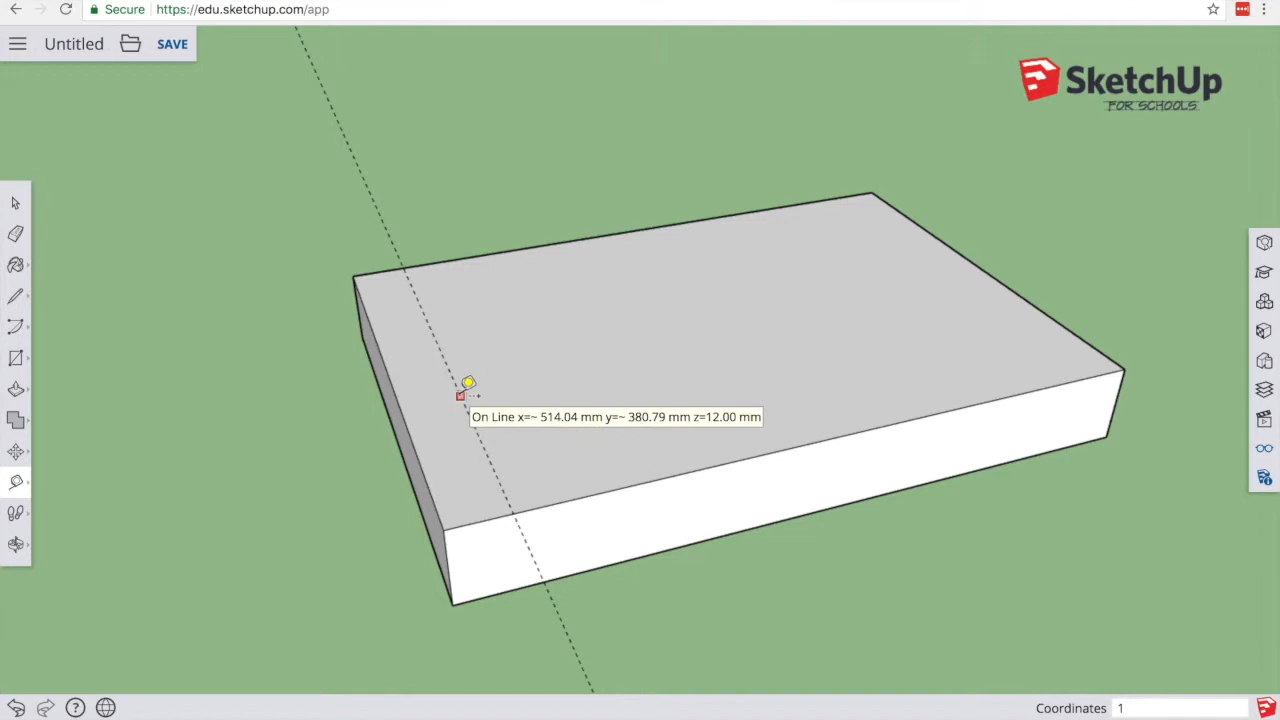 Secure
https://edu.sketchup.com/app
Untitled
SAVE
SketchUp
FOR SCHOOLS
On Line x=~ 514.04 mm y=~ 380.79 mm z=12.00 mm
Coordinates 1